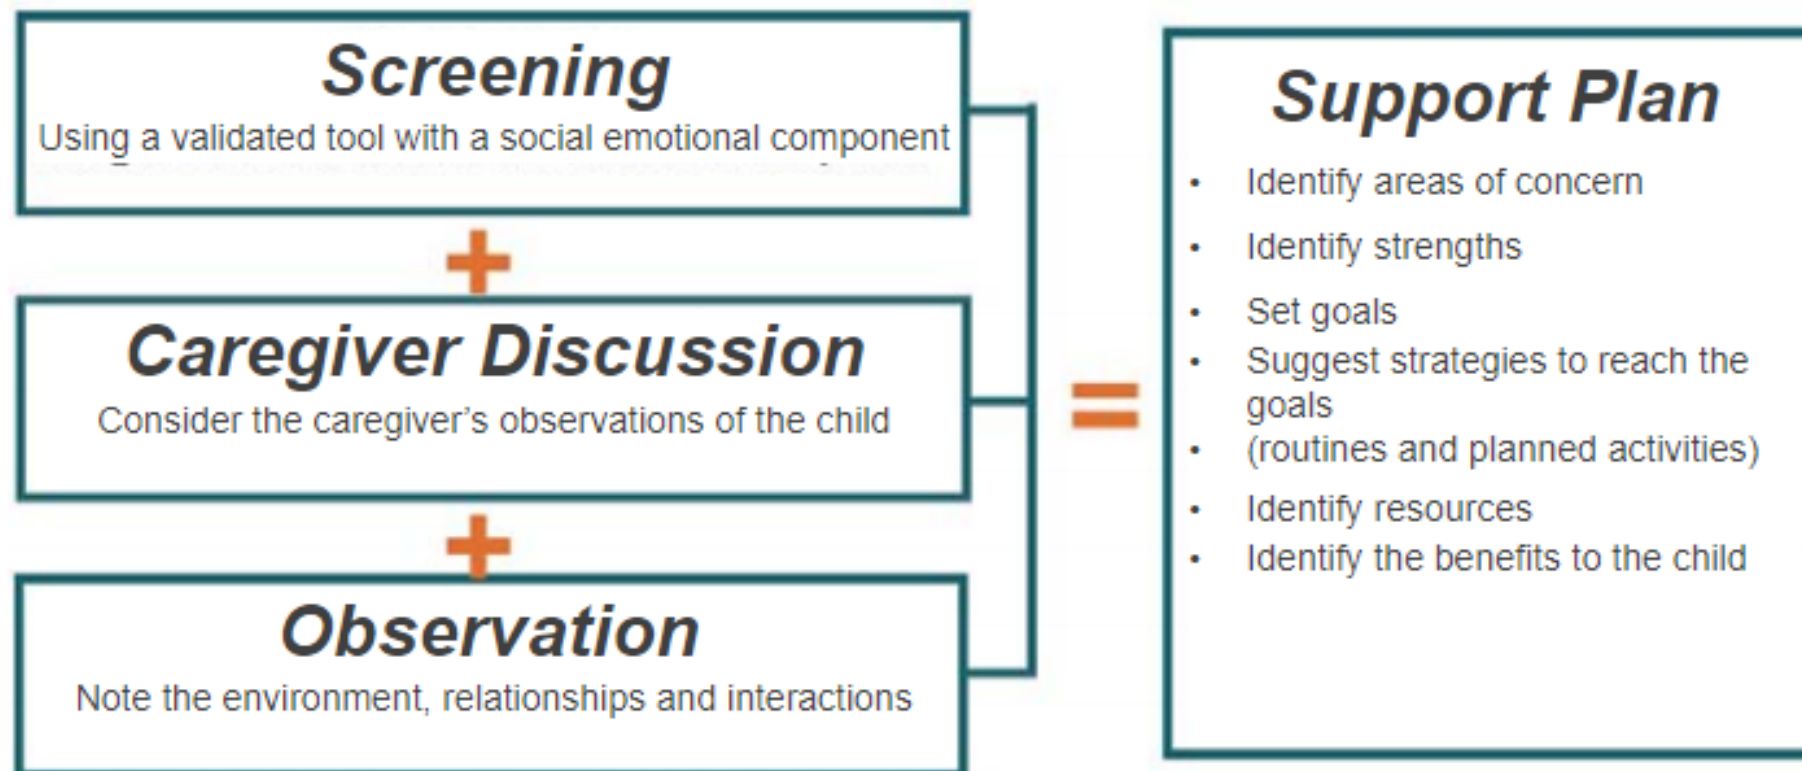 Screening
Using a validated tool with a social emotional component
+
Caregiver Discussion
Consider the caregiver’s observations of the child
+
Observation
Note the environment, relationships and interactions
=
Support Plan
• Identify areas of concern
• Identify strengths
• Set goals
• Suggest strategies to reach the
goals
• (routines and planned activities)
• Identify resources
• Identify the benefits to the child